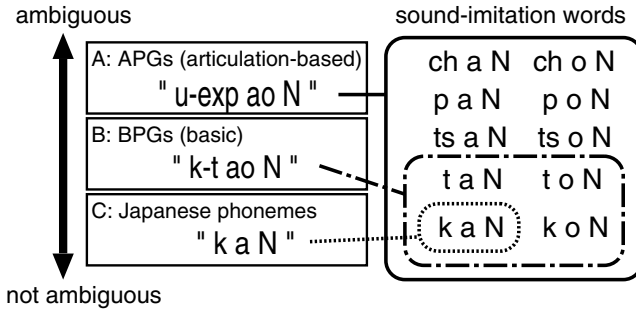 ambiguous
sound-imitation words
A: APGs (articulation-based)
" u-exp ao N "
B: BPGs (basic)
" k-t ao N "
C: Japanese phonemes
" k a N "
not ambiguous
ch a N ch o N
p a N p o N
ts a N ts o N
t a N t o N
k a N k o N